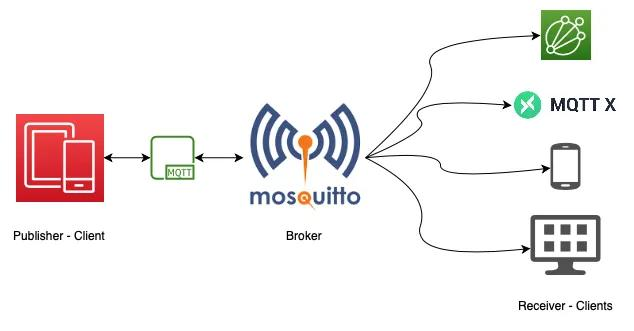 MQTT X
MQTT
mosquitto
Publisher - Client
Broker
Receiver - Clients